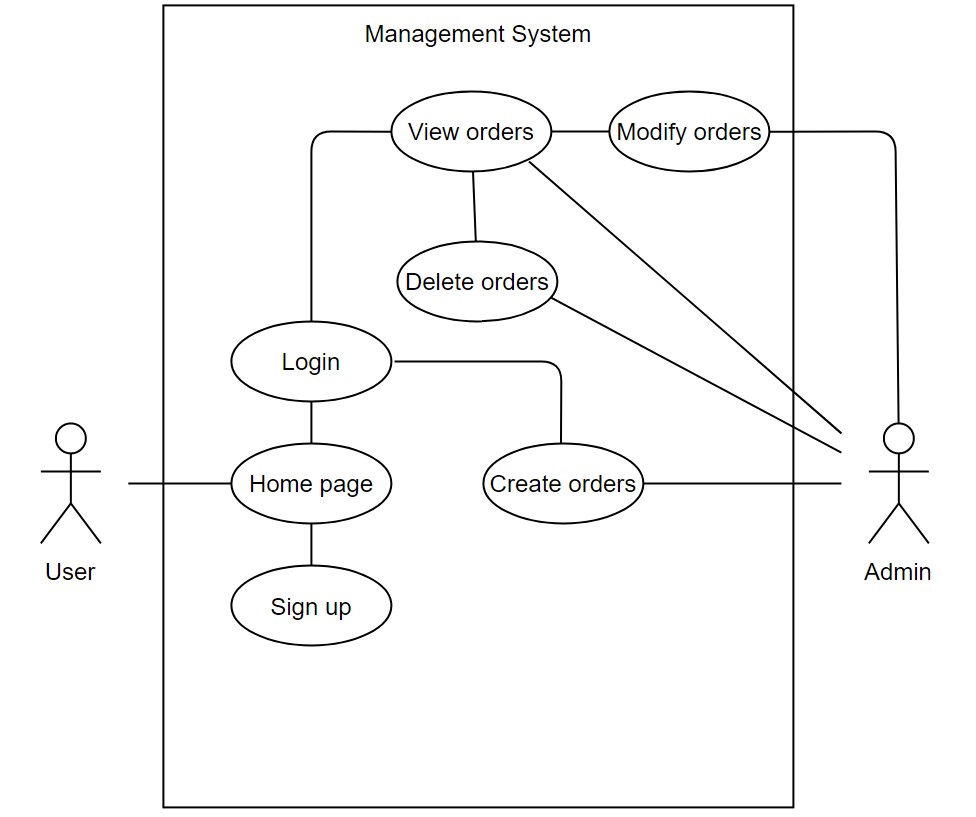 Management System
View orders
Modify orders
Delete orders
Login
Home page
Create orders
User
Admin
Sign up